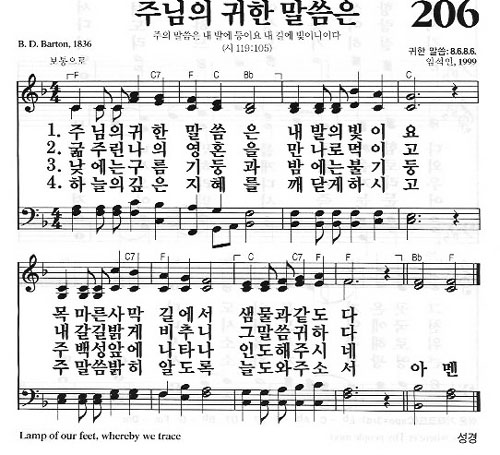 주님의 귀한 말씀은
206
주의 말씀은 내 발에 등이요 내 길에 빛이니이다
(시 119:105)
B. D. Barton, 1836
귀한 말씀: 8.6.8.6.
임석인, 1999
보통으로
F C7 F C Bb F C
1. 주님의귀한 말씀은 내발의빛이요
2. 굶주린나의 영혼을 만나로먹이고
3. 낮에는구름 기둥과 밤에는불기둥
4. 하늘의깊은 지혜를 깨닫게하시고
C7 F C F C7 F Bb F
목마른사막 길에서 샘물과같도다
내갈길밝게 비추니 그말씀귀하다
주백성앞에 나타나 인도해주시네
주말씀밝히 알도록 늘도와주소서 아멘
Lamp of our feet, whereby we trace
성경